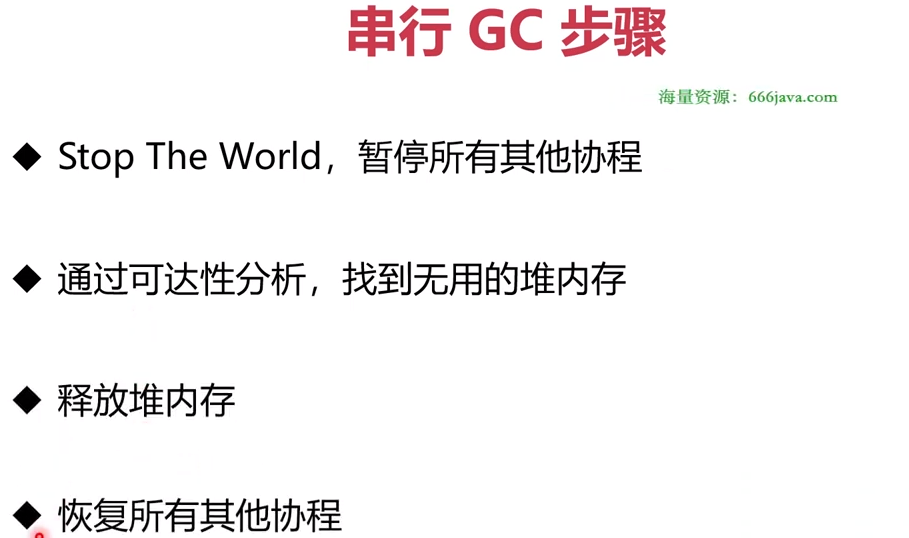 串行 GC 步骤
海量资源：666java.com
◆ Stop The World，暂停所有其他协程
◆ 通过可达性分析，找到无用的堆内存
◆ 释放堆内存
◆ 恢复所有其他协程